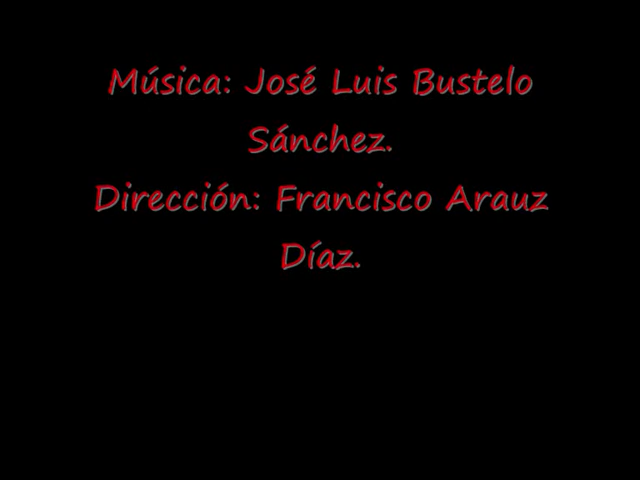 Música: José Luis Bustelo
Sánchez.
Dirección: Francisco Arauz
Díaz.